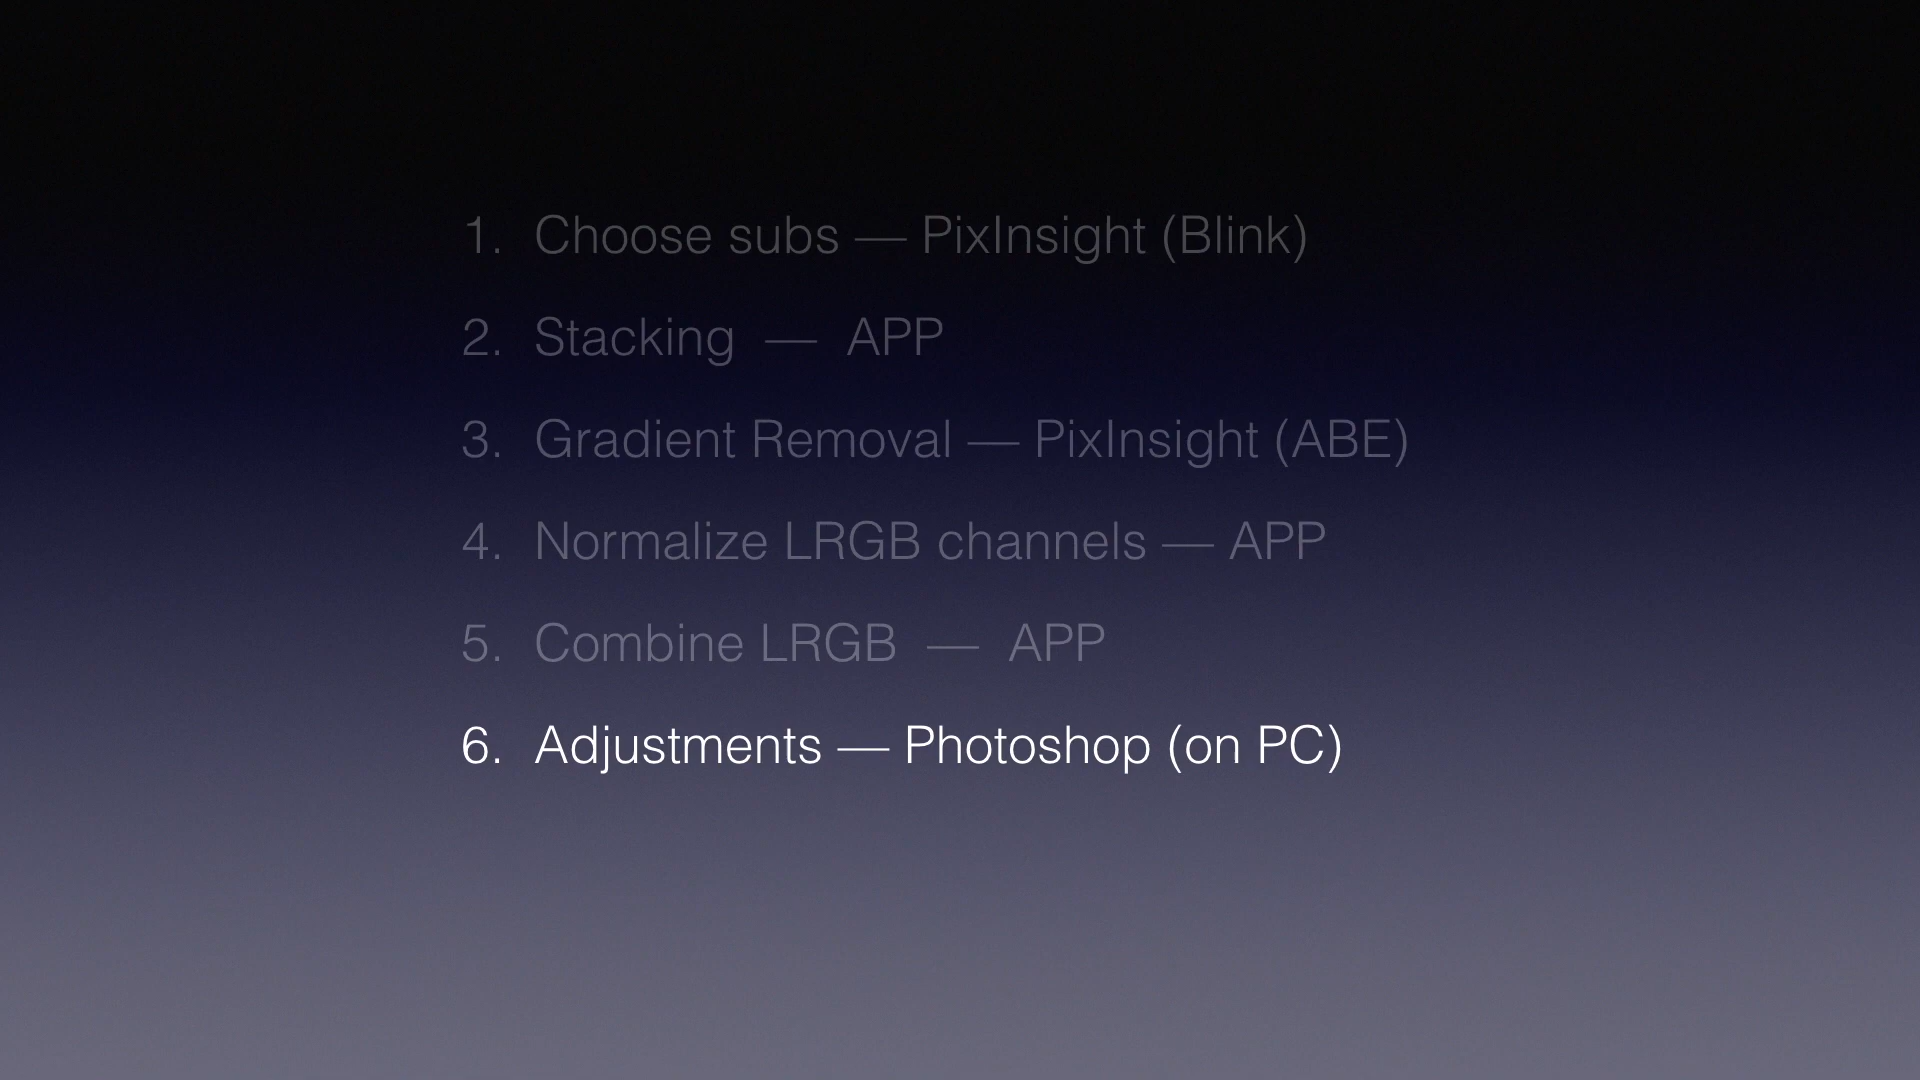 1. Choose subs — PixInsight (Blink)
2. Stacking — APP
3. Gradient Removal — PixInsight (ABE)
4. Normalize LRGB channels — APP
5. Combine LRGB — APP
6. Adjustments — Photoshop (on PC)